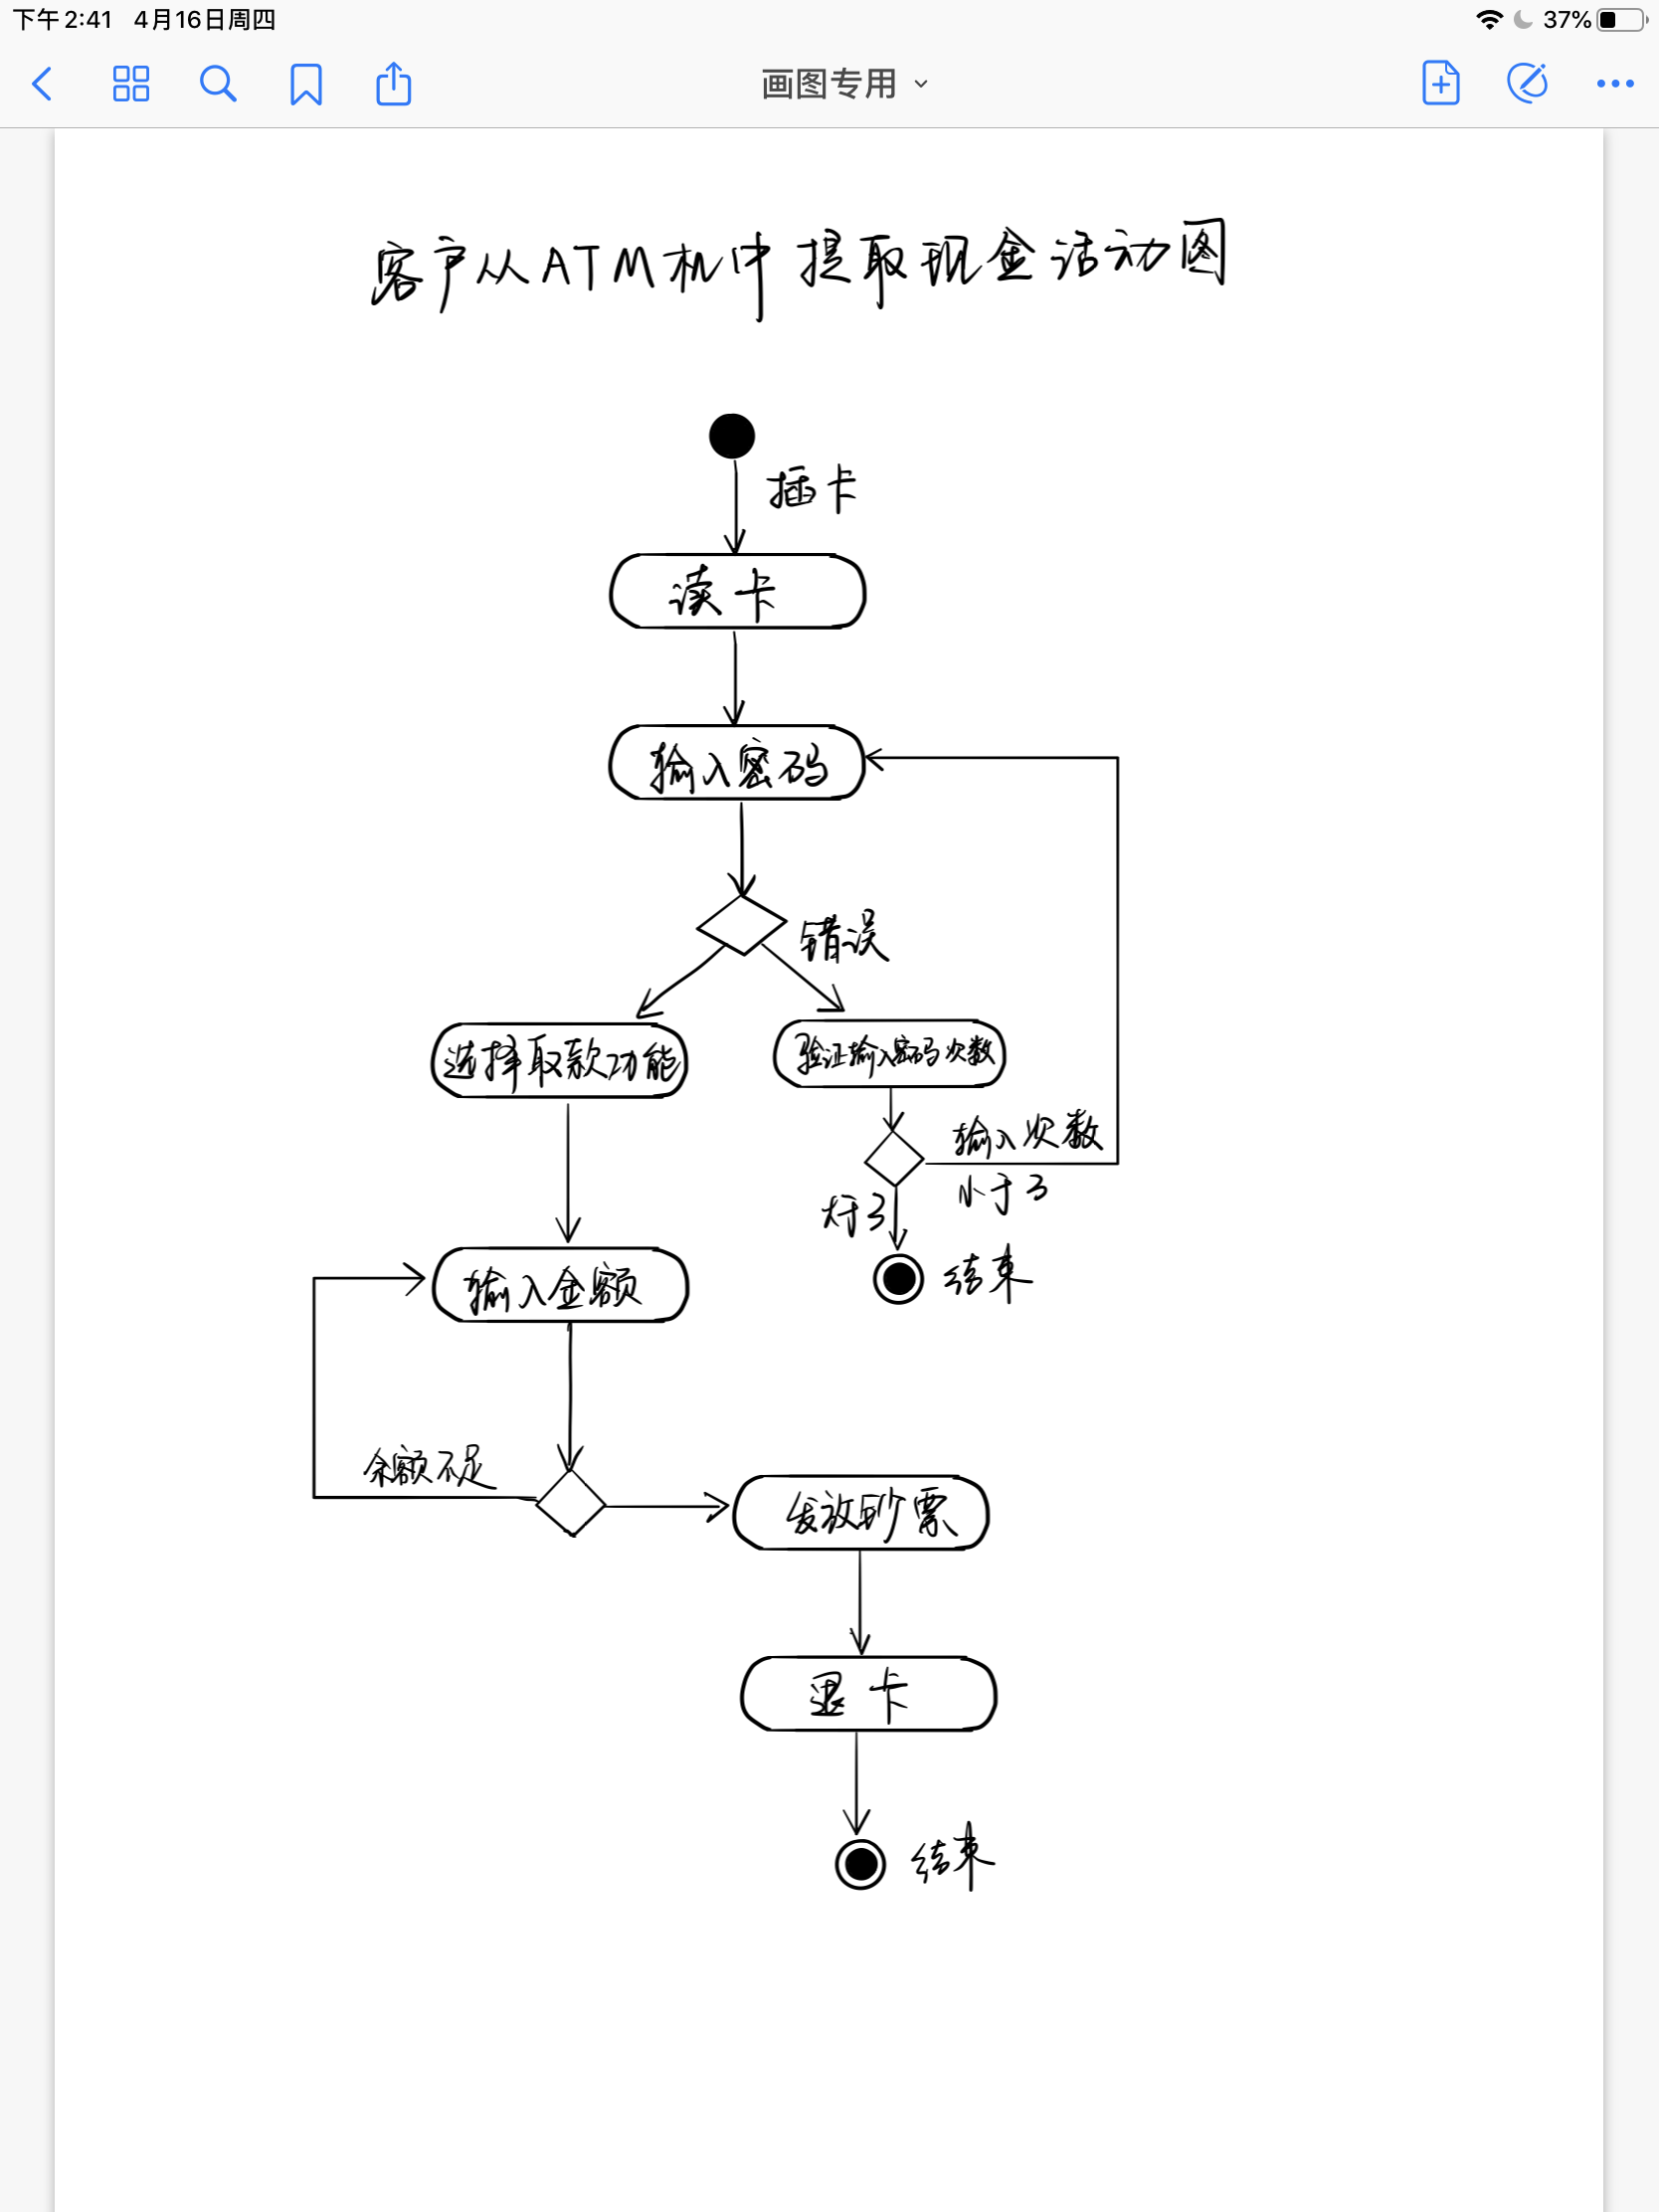 下午2:41 4月16日周四
37%
画图专用
客户从ATM机中提取现金活动图
插卡
读卡
输入密码
错误
选择取款功能
验证输入密码次数
输入次数
小于3
大于3
结束
输入金额
余额不足
发放钞票
退卡
结束